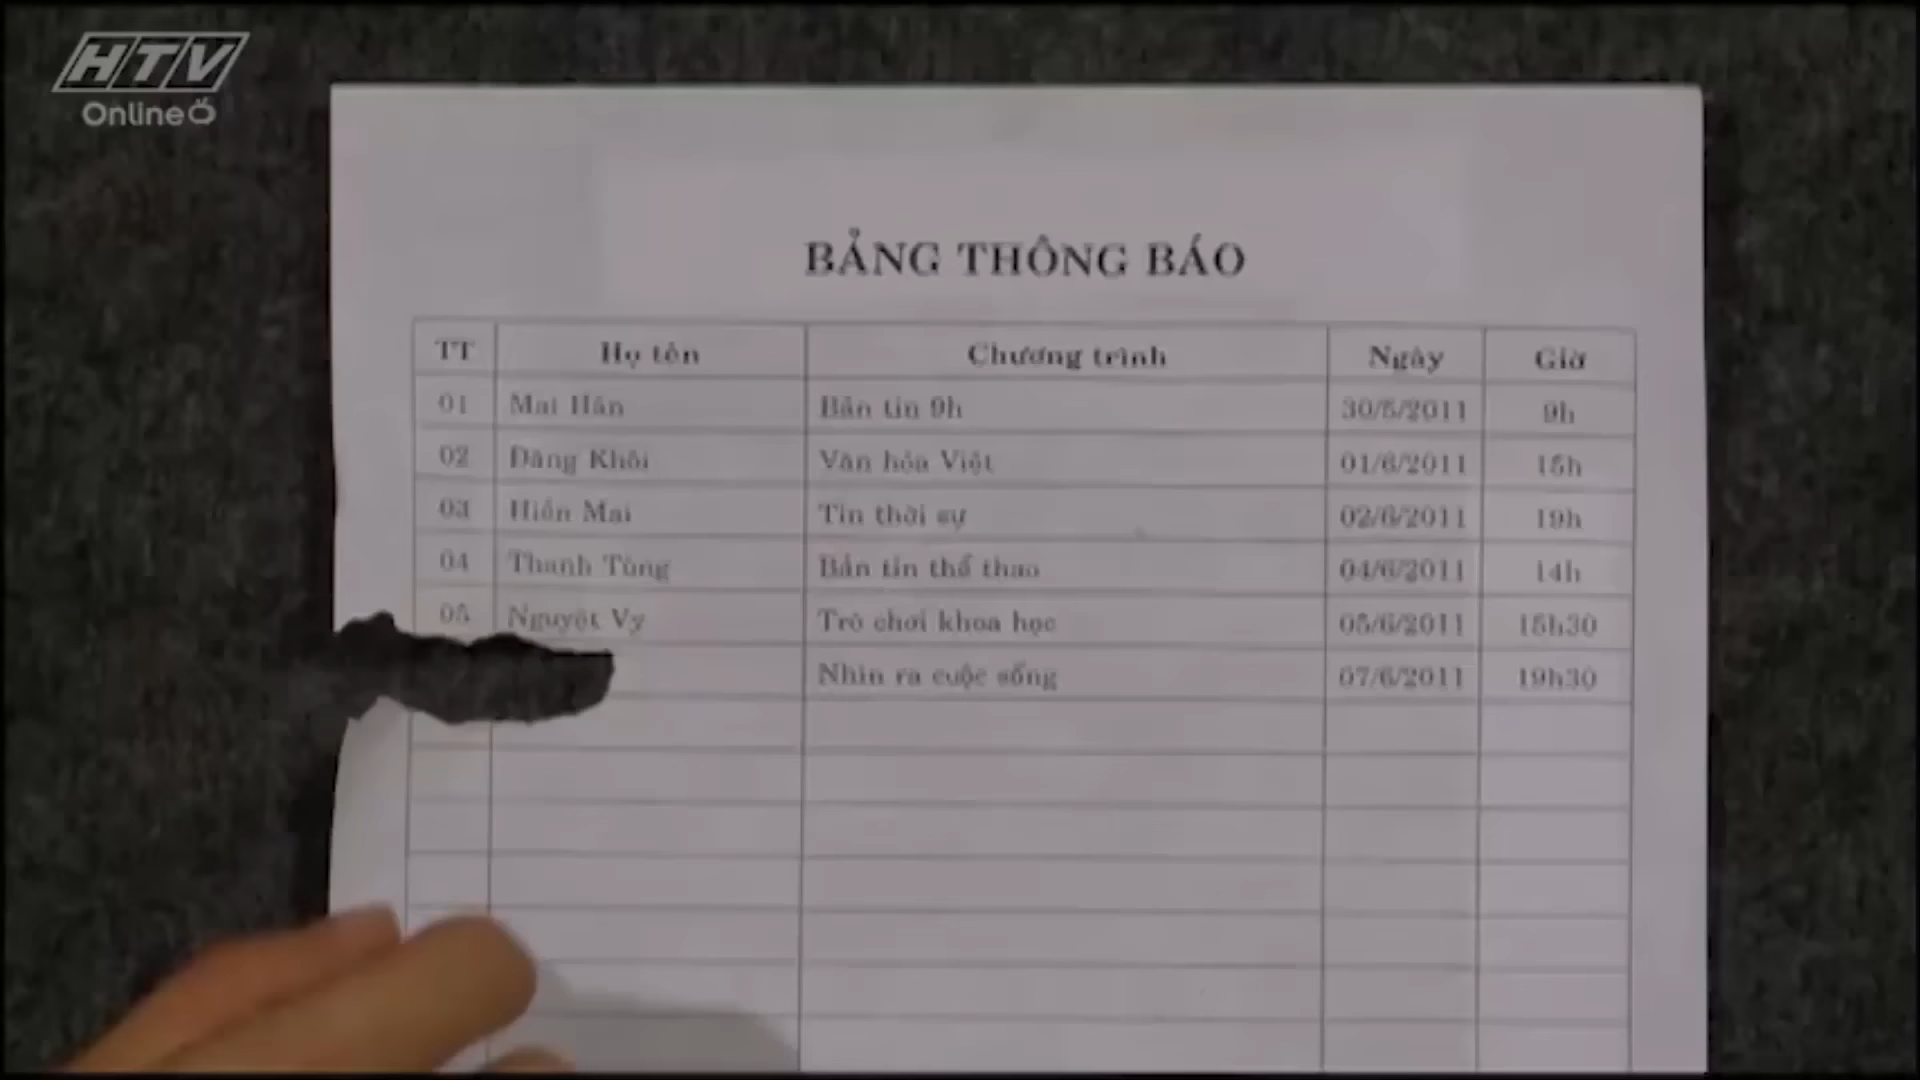 HTV
Online
BẢNG THÔNG BÁO
TT Họ tên Chương trình Ngày Giờ
01 Mai Hân Bản tin 9h 30/5/2011 9h
02 Đăng Khôi Văn hóa Việt 01/6/2011 15h
03 Hiền Mai Tin thời sự 02/6/2011 19h
04 Thanh Tùng Bản tin thể thao 04/6/2011 14h
05 Nguyệt Vy Trò chơi khoa học 05/6/2011 15h30
Nhìn ra cuộc sống 07/6/2011 19h30